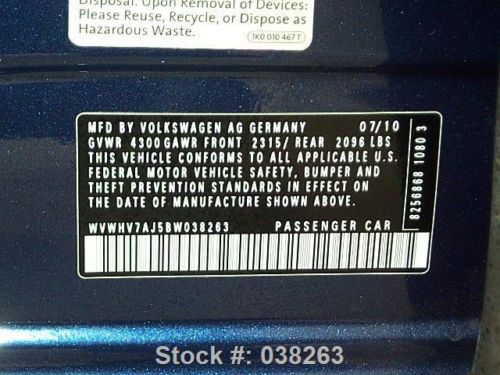 Disposal. Upon Removal of Devices:
Please Reuse, Recycle, or Dispose as
Hazardous Waste.
1K0 010 467 T
MFD BY VOLKSWAGEN AG GERMANY 07/10
GVWR 4300 GAWR FRONT 2315/ REAR 2096 LBS
THIS VEHICLE CONFORMS TO ALL APPLICABLE U.S.
FEDERAL MOTOR VEHICLE SAFETY, BUMPER AND
THEFT PREVENTION STANDARDS IN EFFECT ON
THE DATE OF MANUFACTURE SHOWN ABOVE.
WVWHV7AJ5BW038263 PASSENGER CAR
8256868 1080 3
Stock #: 038263